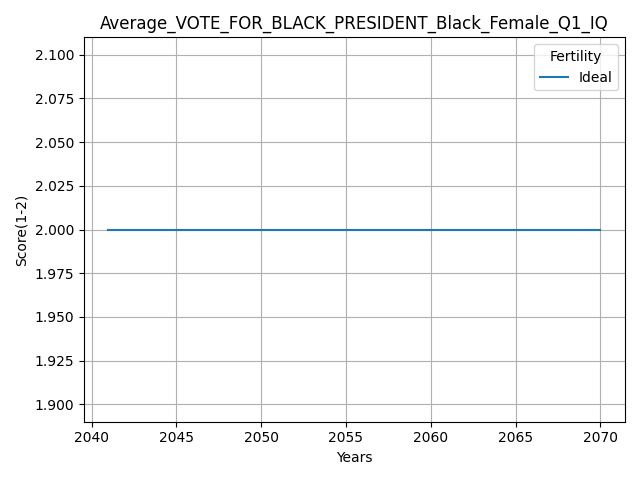 Average_VOTE_FOR_BLACK_PRESIDENT_Black_Female_Q1_IQ
Fertility
Ideal
2.100
2.075
2.050
2.025
2.000
1.975
1.950
1.925
1.900
Score(1-2)
2040 2045 2050 2055 2060 2065 2070
Years